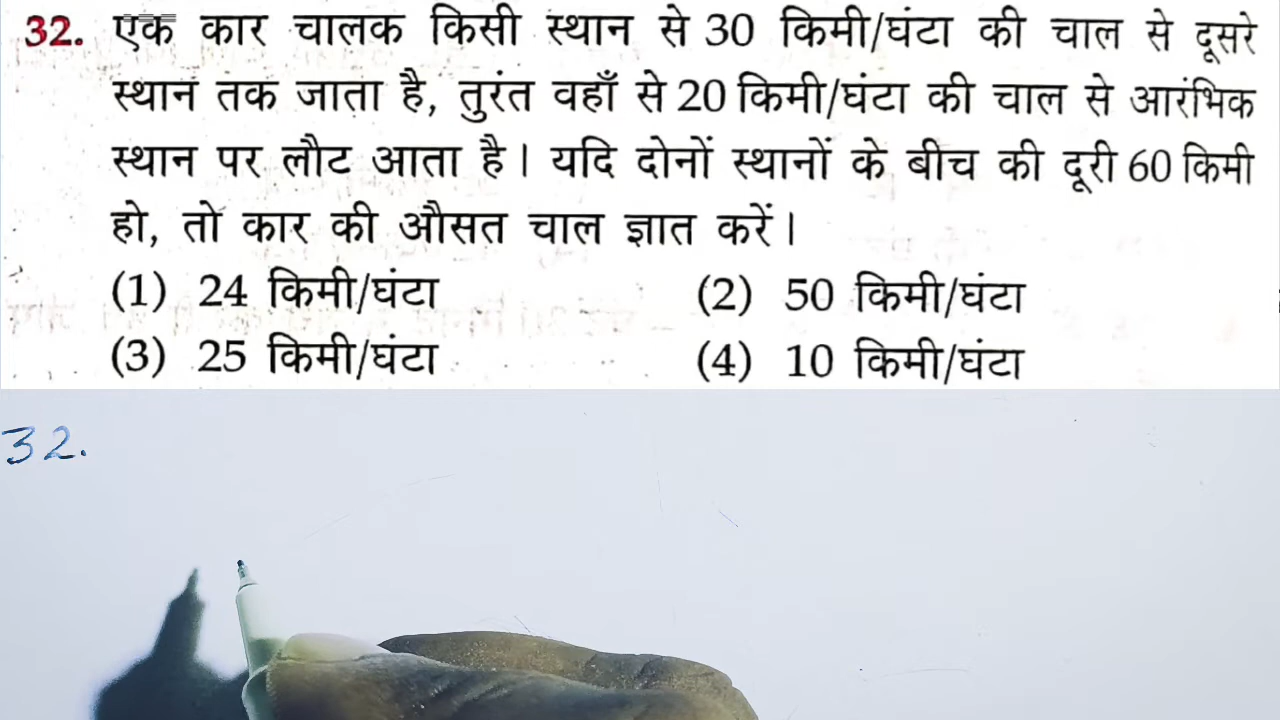 32. एक कार चालक किसी स्थान से 30 किमी/घंटा की चाल से दूसरे
स्थान तक जाता है, तुरंत वहाँ से 20 किमी/घंटा की चाल से आरंभिक
स्थान पर लौट आता है। यदि दोनों स्थानों के बीच की दूरी 60 किमी
हो, तो कार की औसत चाल ज्ञात करें।
(1) 24 किमी/घंटा (2) 50 किमी/घंटा
(3) 25 किमी/घंटा (4) 10 किमी/घंटा
32.